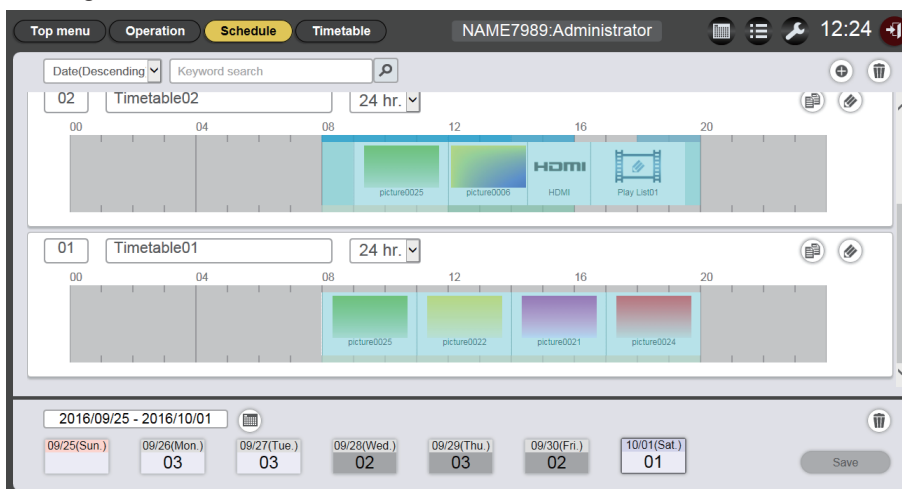 Top menu Operation Schedule Timetable NAME7989:Administrator 12:24
Date(Descending Keyword search
02 Timetable02 24 hr.
00 04 08 12 16 20
HDMI
picture0025 picture0006 HDMI Play List01
01 Timetable01 24 hr.
00 04 08 12 16 20
picture0025 picture0022 picture0021 picture0024
2016/09/25 - 2016/10/01
09/25(Sun.) 09/26(Mon.) 09/27(Tue.) 09/28(Wed.) 09/29(Thu.) 09/30(Fri.) 10/01(Sat.)
03 03 02 03 02 01 Save